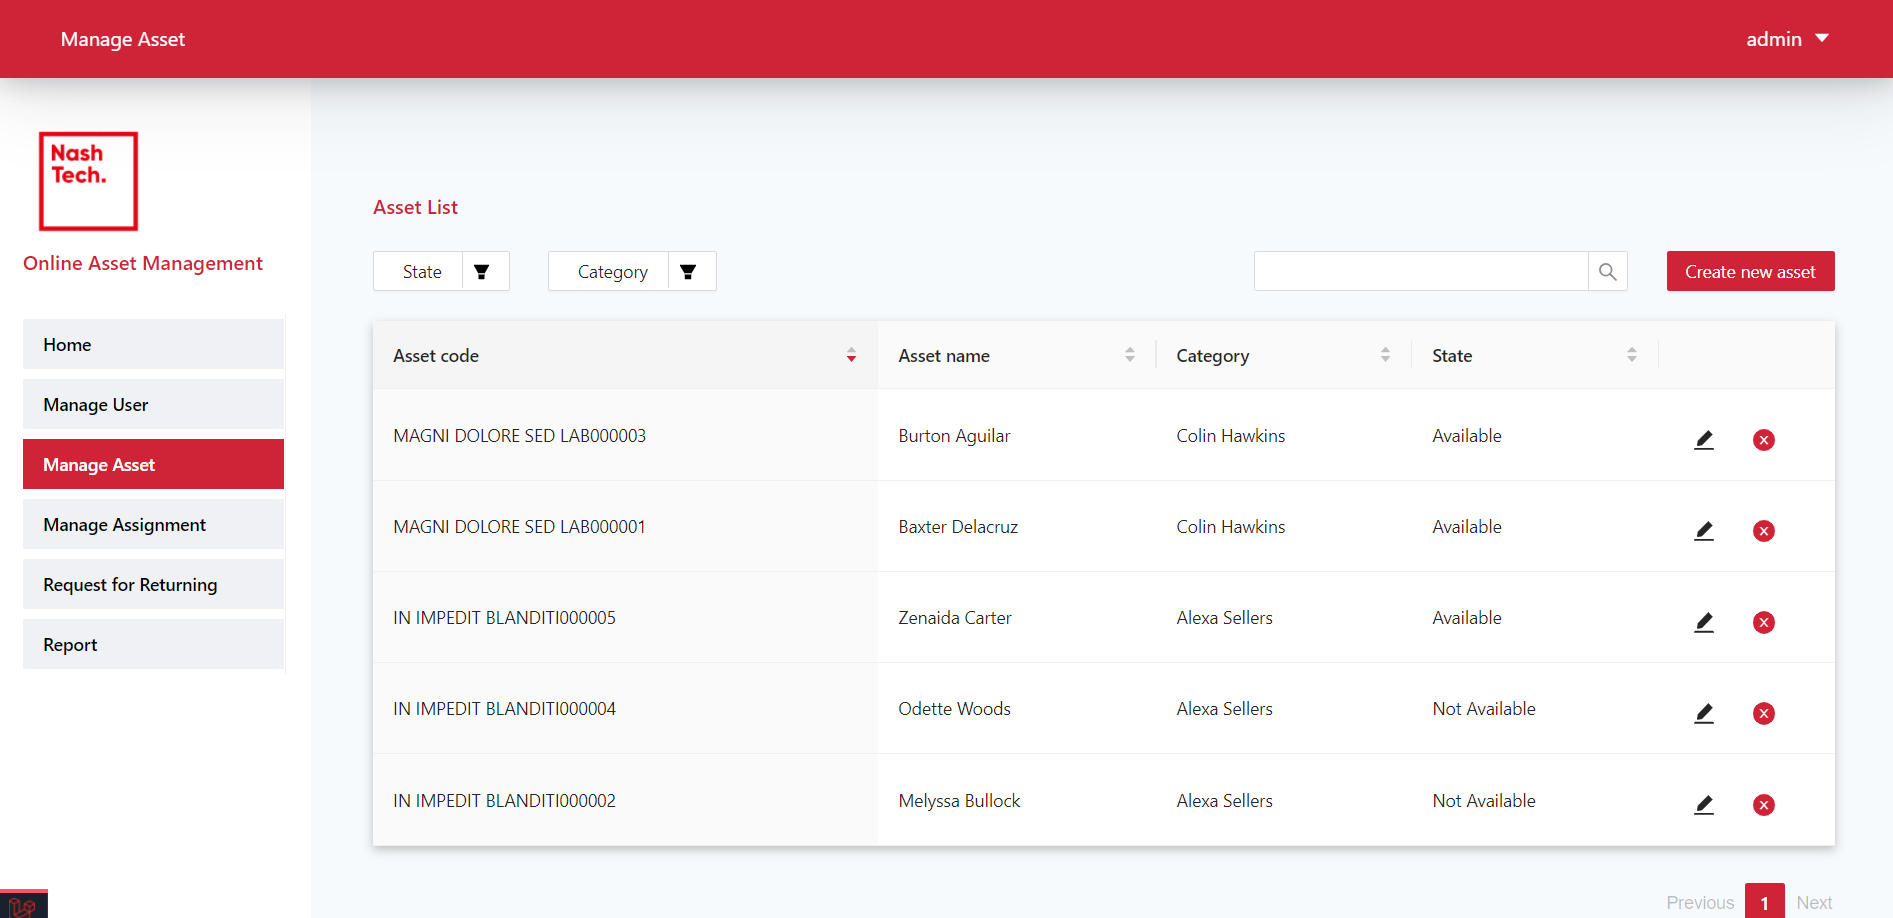 Manage Asset
admin
Nash
Tech.
Online Asset Management
Home
Manage User
Manage Asset
Manage Assignment
Request for Returning
Report
Asset List
State
Category
Create new asset
Asset code Asset name Category State
MAGNI DOLORE SED LAB000003 Burton Aguilar Colin Hawkins Available
MAGNI DOLORE SED LAB000001 Baxter Delacruz Colin Hawkins Available
IN IMPEDIT BLANDITI000005 Zenaida Carter Alexa Sellers Available
IN IMPEDIT BLANDITI000004 Odette Woods Alexa Sellers Not Available
IN IMPEDIT BLANDITI000002 Melyssa Bullock Alexa Sellers Not Available
Previous 1 Next